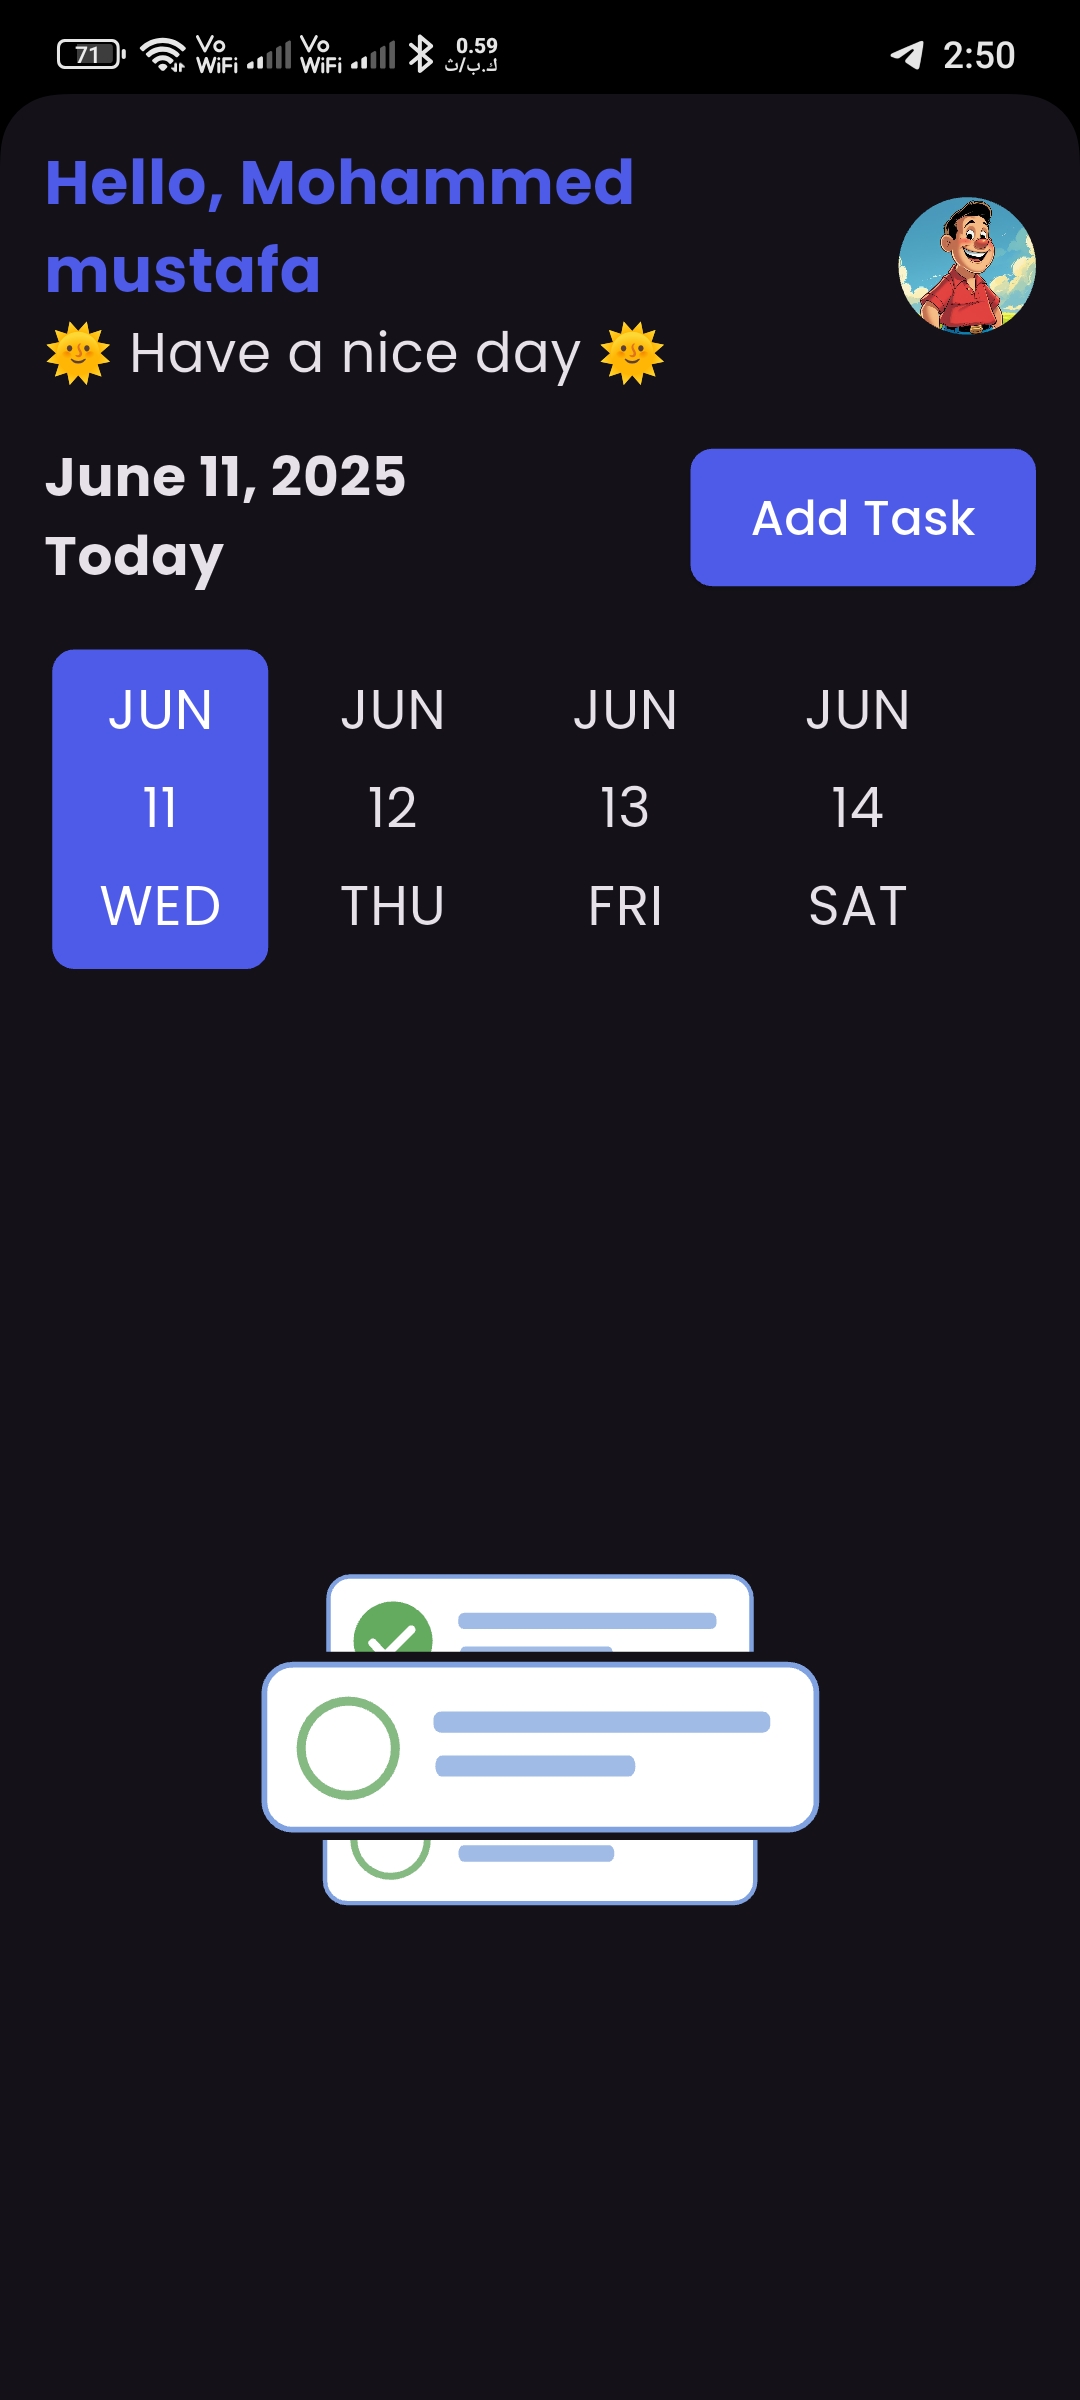 71
Vo
WiFi
Vo
WiFi
0.59
ك.ب/ث
2:50
Hello, Mohammed
mustafa
🌞 Have a nice day 🌞
June 11, 2025
Today
Add Task
JUN JUN JUN JUN
11 12 13 14
WED THU FRI SAT